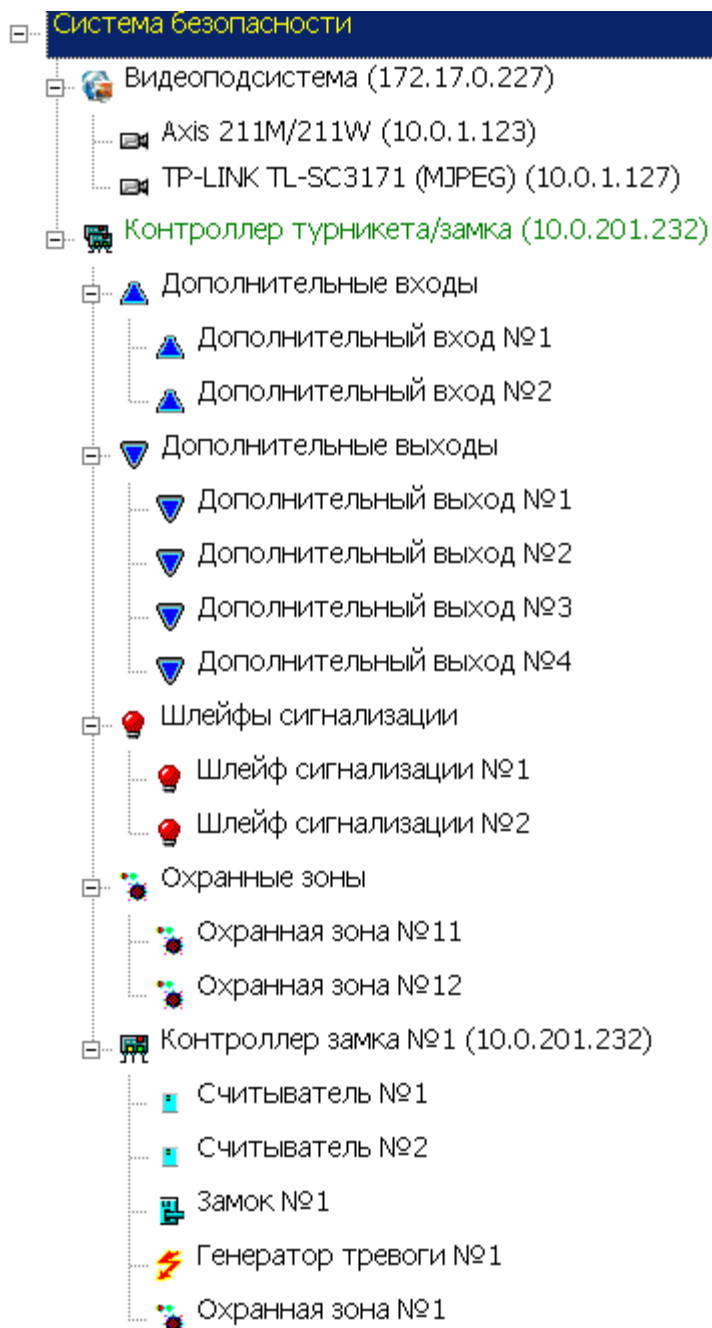 Система безопасности
Видеоподсистема (172.17.0.227)
Axis 211M/211W (10.0.1.123)
TP-LINK TL-SC3171 (MJPEG) (10.0.1.127)
Контроллер турникета/замка (10.0.201.232)
Дополнительные входы
Дополнительный вход №1
Дополнительный вход №2
Дополнительные выходы
Дополнительный выход №1
Дополнительный выход №2
Дополнительный выход №3
Дополнительный выход №4
Шлейфы сигнализации
Шлейф сигнализации №1
Шлейф сигнализации №2
Охранные зоны
Охранная зона №11
Охранная зона №12
Контроллер замка №1 (10.0.201.232)
Считыватель №1
Считыватель №2
Замок №1
Генератор тревоги №1
Охранная зона №1